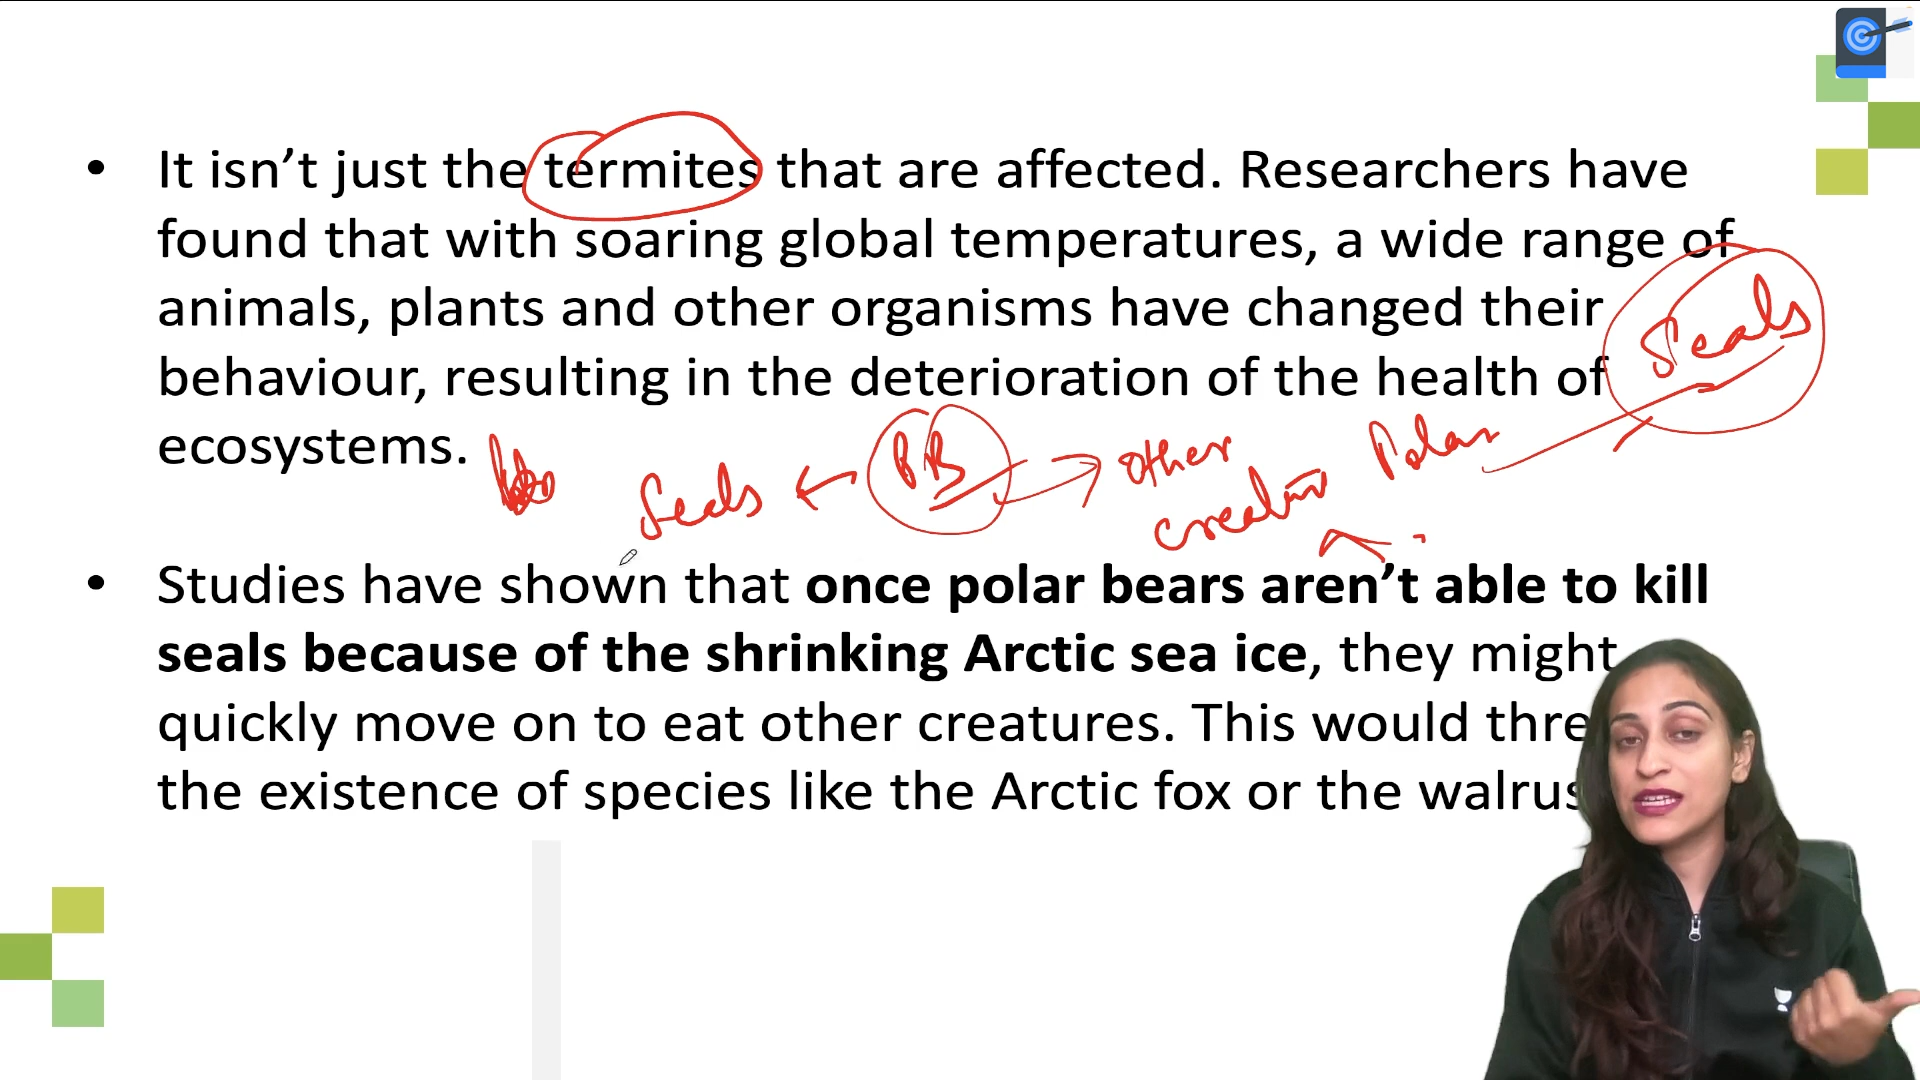 • It isn’t just the termites that are affected. Researchers have
found that with soaring global temperatures, a wide range of
animals, plants and other organisms have changed their
Seals
behaviour, resulting in the deterioration of the health of
ecosystems.
Seals ← PB → other Polar
• Studies have shown that once polar bears aren’t able to kill
seals because of the shrinking Arctic sea ice, they might
quickly move on to eat other creatures. This would
the existence of species like the Arctic fox or the walrus